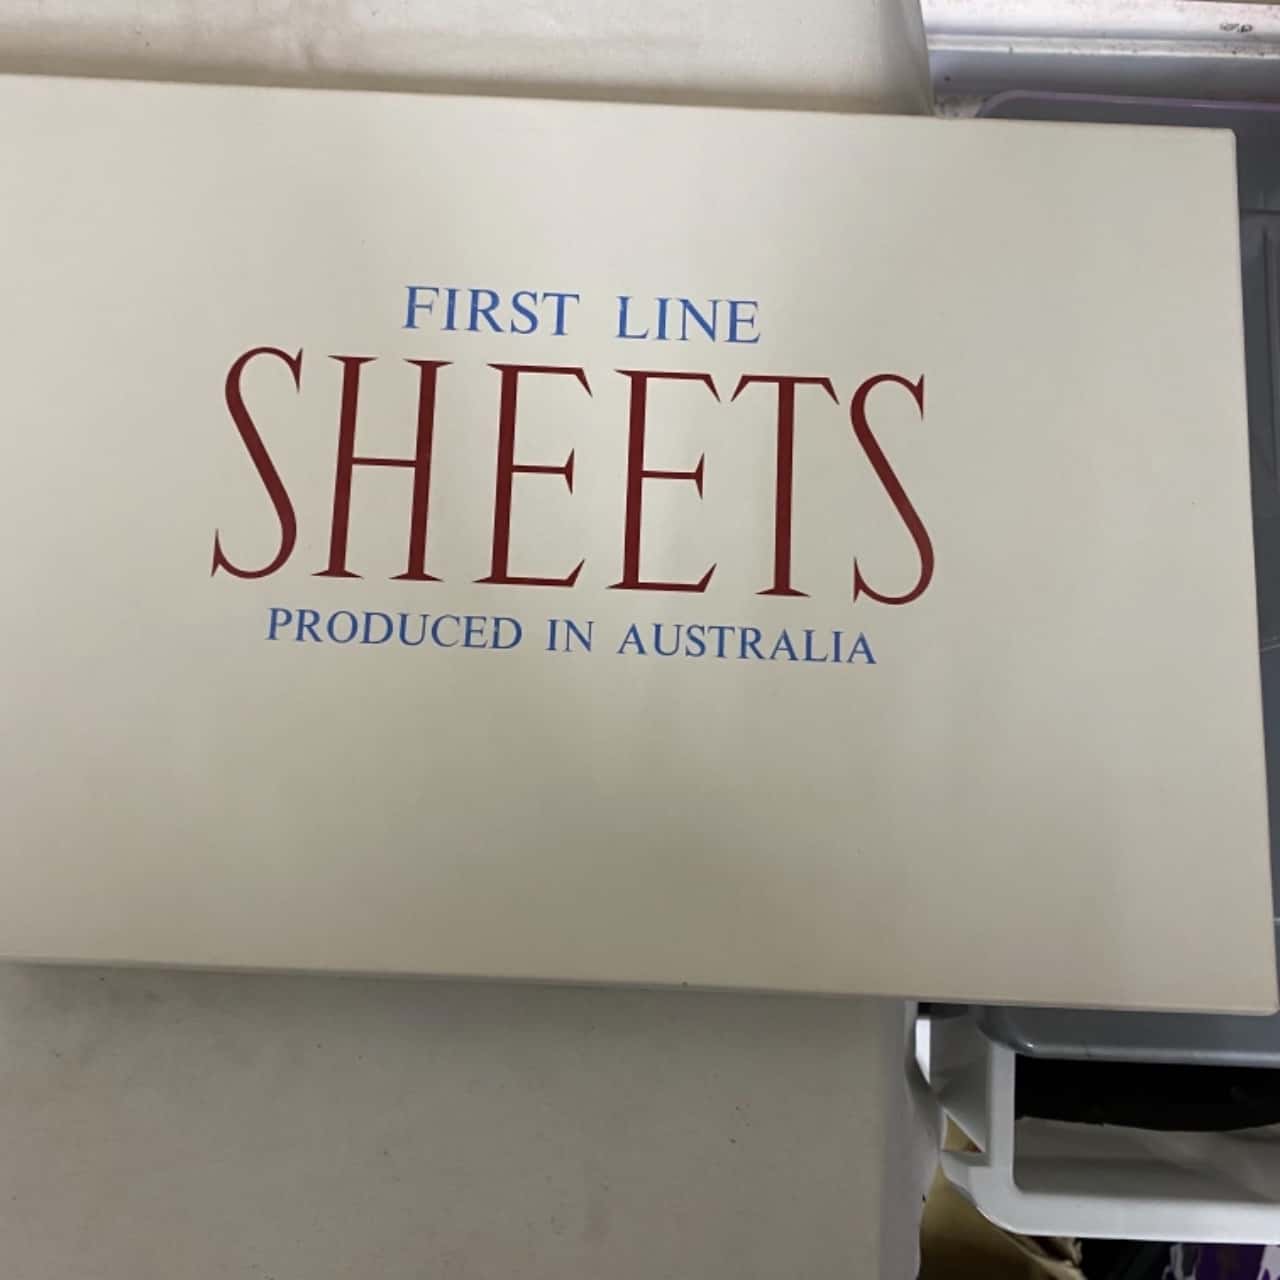 FIRST LINE
SHEETS
PRODUCED IN AUSTRALIA